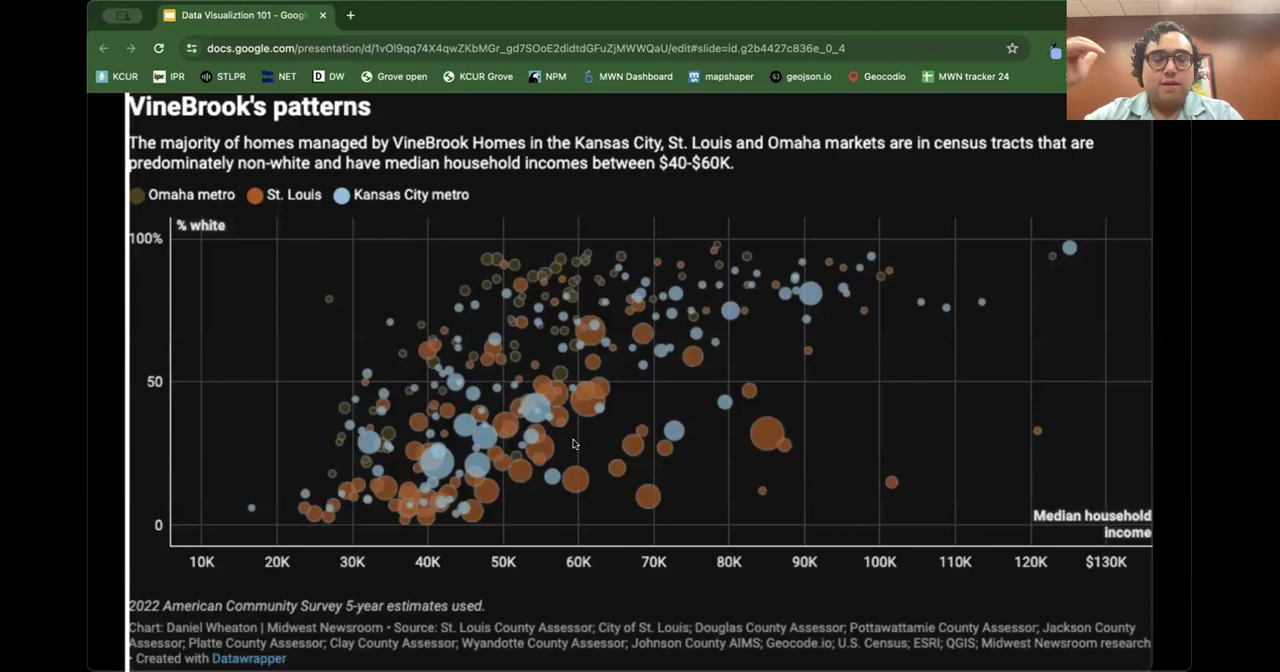 Data Visualiztion 101 - Goog
docs.google.com/presentation/d/1vOl9qq74X4qwZKbMGr_gd7SOoE2didtdGFuZjMWWQaU/edit#slide=id.g2b4427c836e_0_4
KCUR IPR STLPR NET DW Grove open KCUR Grove NPM MWN Dashboard mapshaper geojson.io Geocodio MWN tracker 24
VineBrook's patterns
The majority of homes managed by VineBrook Homes in the Kansas City, St. Louis and Omaha markets are in census tracts that are
predominately non-white and have median household incomes between $40-$60K.
Omaha metro St. Louis Kansas City metro
% white
100%
50
0
Median household
income
10K 20K 30K 40K 50K 60K 70K 80K 90K 100K 110K 120K $130K
2022 American Community Survey 5-year estimates used.
Chart: Daniel Wheaton | Midwest Newsroom • Source: St. Louis County Assessor; City of St. Louis; Douglas County Assessor; Pottawattamie County Assessor; Jackson County
Assessor; Platte County Assessor; Clay County Assessor; Wyandotte County Assessor; Johnson County AIMS; Geocode.io; U.S. Census; ESRI; QGIS; Midwest Newsroom research
• Created with Datawrapper